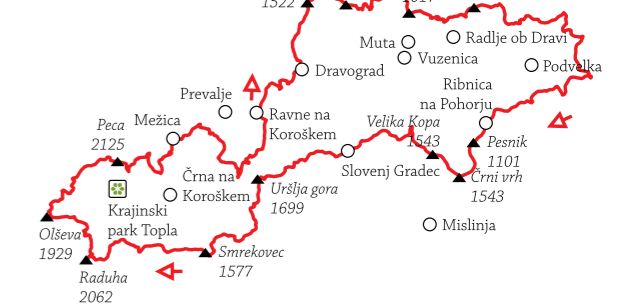 1522
Muta
Radlje ob Dravi
Vuzenica
Podvelka
Dravograd
Ribnica
na Pohorju
Prevalje
Ravne na
Koroškem
Velika Kopa
1543
Mežica
Peca
2125
Pesnik
1101
Slovenj Gradec
Črni vrh
1543
Črna na
Koroškem
Uršlja gora
1699
Krajinski
park Topla
Mislinja
Olševa
1929
Smrekovec
1577
Raduha
2062